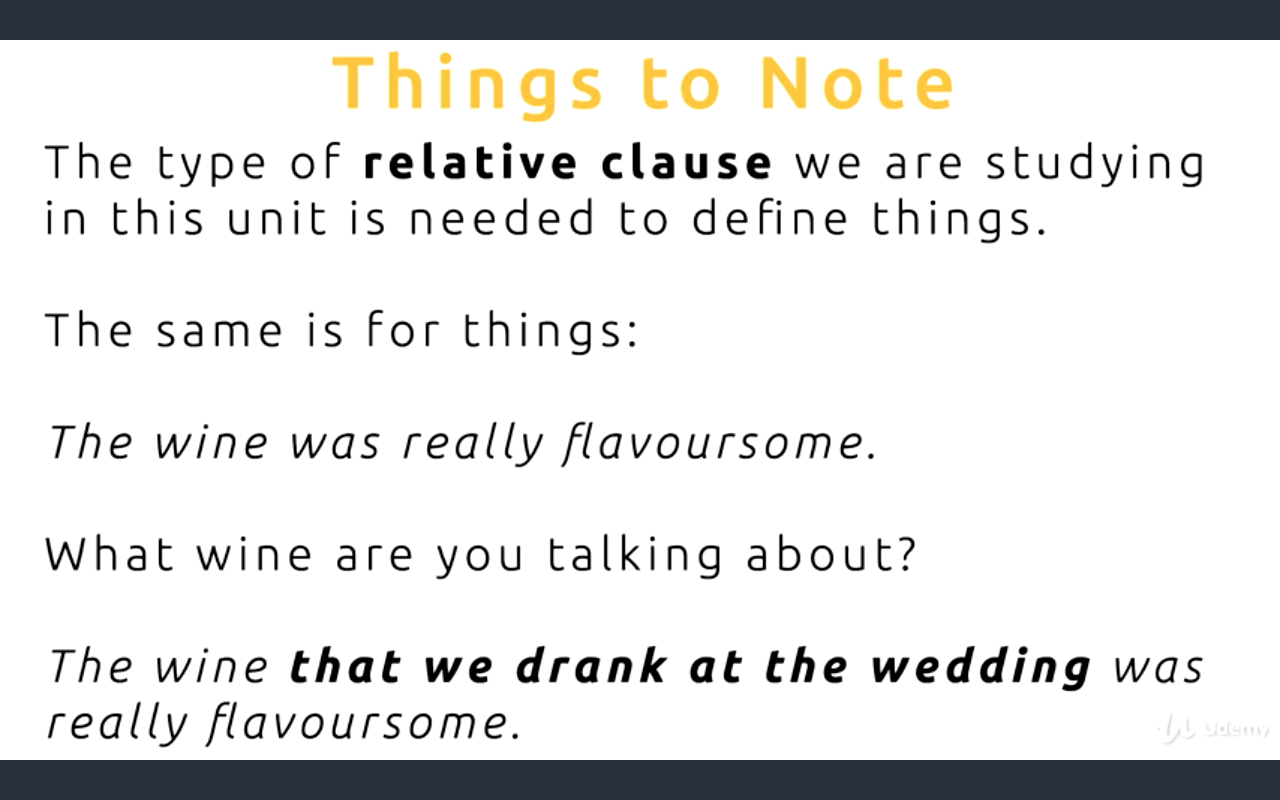 Things to Note
The type of relative clause we are studying
in this unit is needed to define things.
The same is for things:
The wine was really flavoursome.
What wine are you talking about?
The wine that we drank at the wedding was
really flavoursome.
Udemy